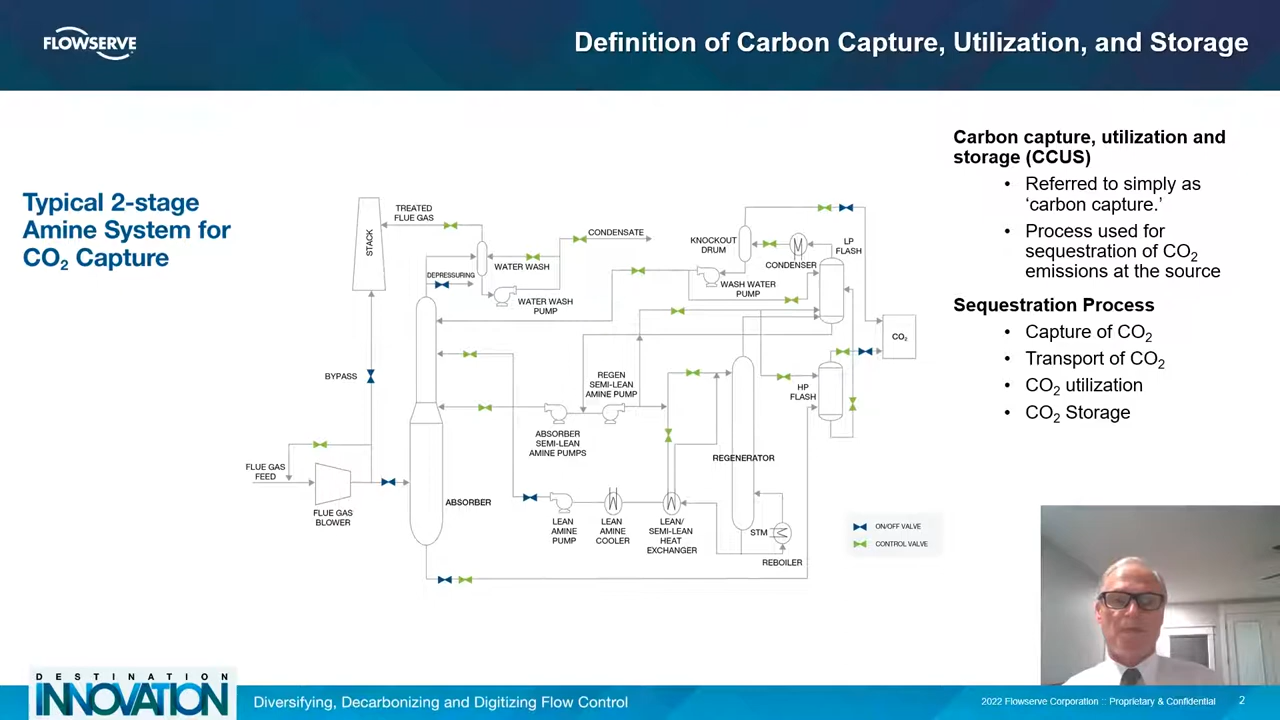 FLOWSERVE
Definition of Carbon Capture, Utilization, and Storage
Typical 2-stage
Amine System for
CO₂ Capture
STACK
TREATED
FLUE GAS
CONDENSATE
WATER WASH
DEPRESSURING
WATER WASH
PUMP
KNOCKOUT
DRUM
CONDENSER
LP
FLASH
WASH WATER
PUMP
CO₂
BYPASS
REGEN
SEMI-LEAN
AMINE PUMP
HP
FLASH
ABSORBER
SEMI-LEAN
AMINE PUMPS
REGENERATOR
FLUE GAS
FEED
FLUE GAS
BLOWER
ABSORBER
LEAN
AMINE
PUMP
LEAN
AMINE
COOLER
LEAN/
SEMI-LEAN
HEAT
EXCHANGER
STM
REBOILER
ON/OFF VALVE
CONTROL VALVE
Carbon capture, utilization and
storage (CCUS)
• Referred to simply as
‘carbon capture.’
• Process used for
sequestration of CO₂
emissions at the source
Sequestration Process
• Capture of CO₂
• Transport of CO₂
• CO₂ utilization
• CO₂ Storage
DESTINATION
INNOVATION
Diversifying, Decarbonizing and Digitizing Flow Control
2022 Flowserve Corporation :: Proprietary & Confidential 2